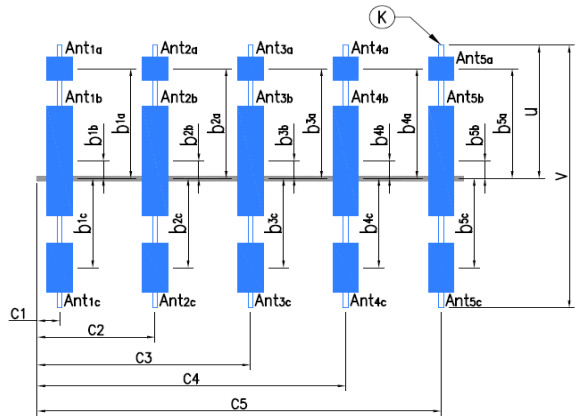 K
Ant1a Ant2a Ant3a Ant4a Ant5a
Ant1b Ant2b Ant3b Ant4b Ant5b
b1b b1a b2b b2a b3b b3a b4b b4a b5b b5a u
v
b1c b2c b3c b4c b5c
Ant1c Ant2c Ant3c Ant4c Ant5c
C1
C2
C3
C4
C5